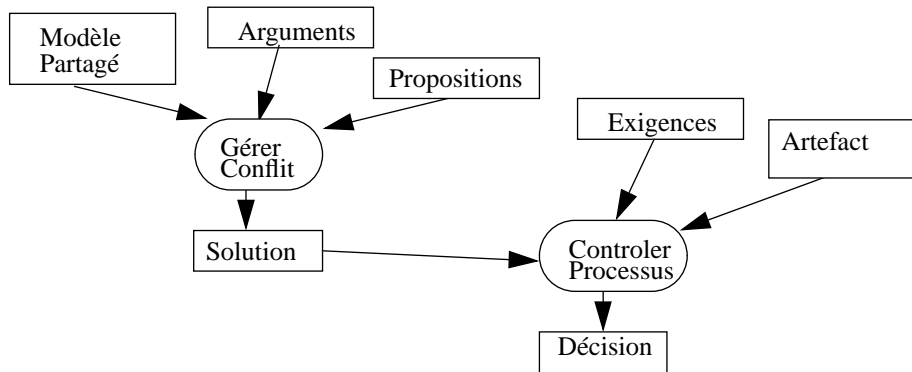 Modèle
Partagé
Arguments
Propositions
Exigences
Artefact
Gérer
Conflit
Solution
Controler
Processus
Décision